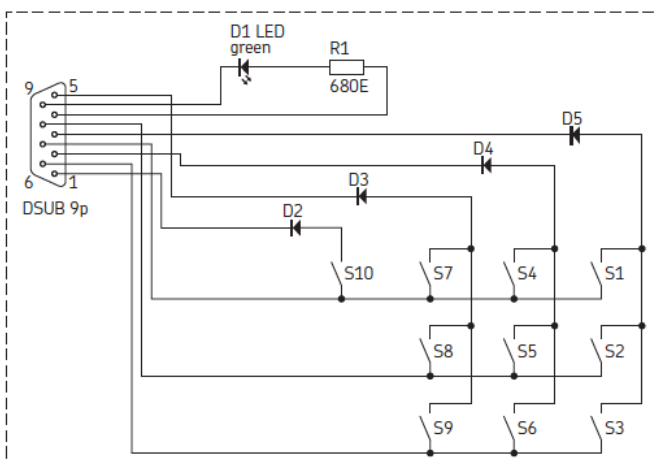 D1 LED
green
R1
680E
9
5
D5
D4
D3
6
1
DSUB 9p
D2
S10
S7
S4
S1
S8
S5
S2
S9
S6
S3